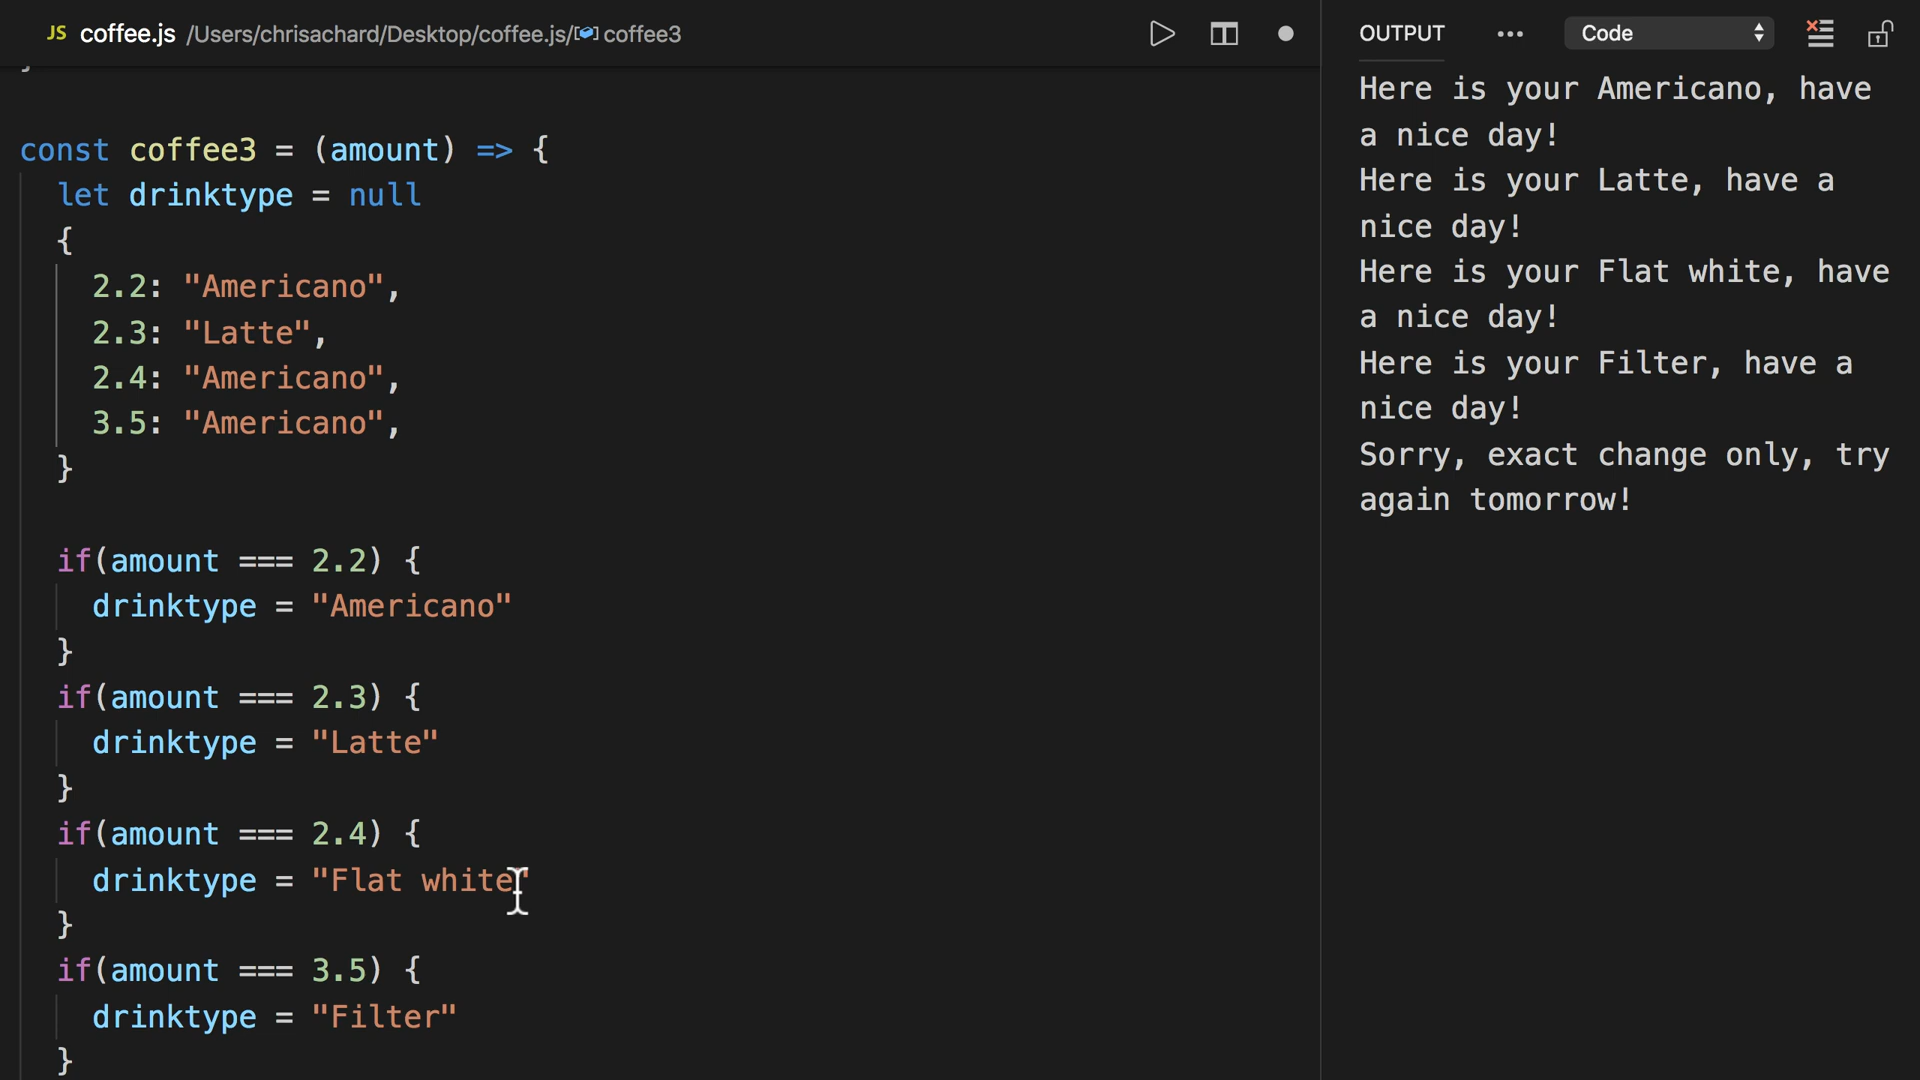 JS coffee.js /Users/chrisachard/Desktop/coffee.js/coffee3
}
const coffee3 = (amount) => {
let drinktype = null
{
2.2: "Americano",
2.3: "Latte",
2.4: "Americano",
3.5: "Americano",
}
if(amount === 2.2) {
drinktype = "Americano"
}
if(amount === 2.3) {
drinktype = "Latte"
}
if(amount === 2.4) {
drinktype = "Flat white"
}
if(amount === 3.5) {
drinktype = "Filter"
}
OUTPUT
Code
Here is your Americano, have
a nice day!
Here is your Latte, have a
nice day!
Here is your Flat white, have
a nice day!
Here is your Filter, have a
nice day!
Sorry, exact change only, try
again tomorrow!